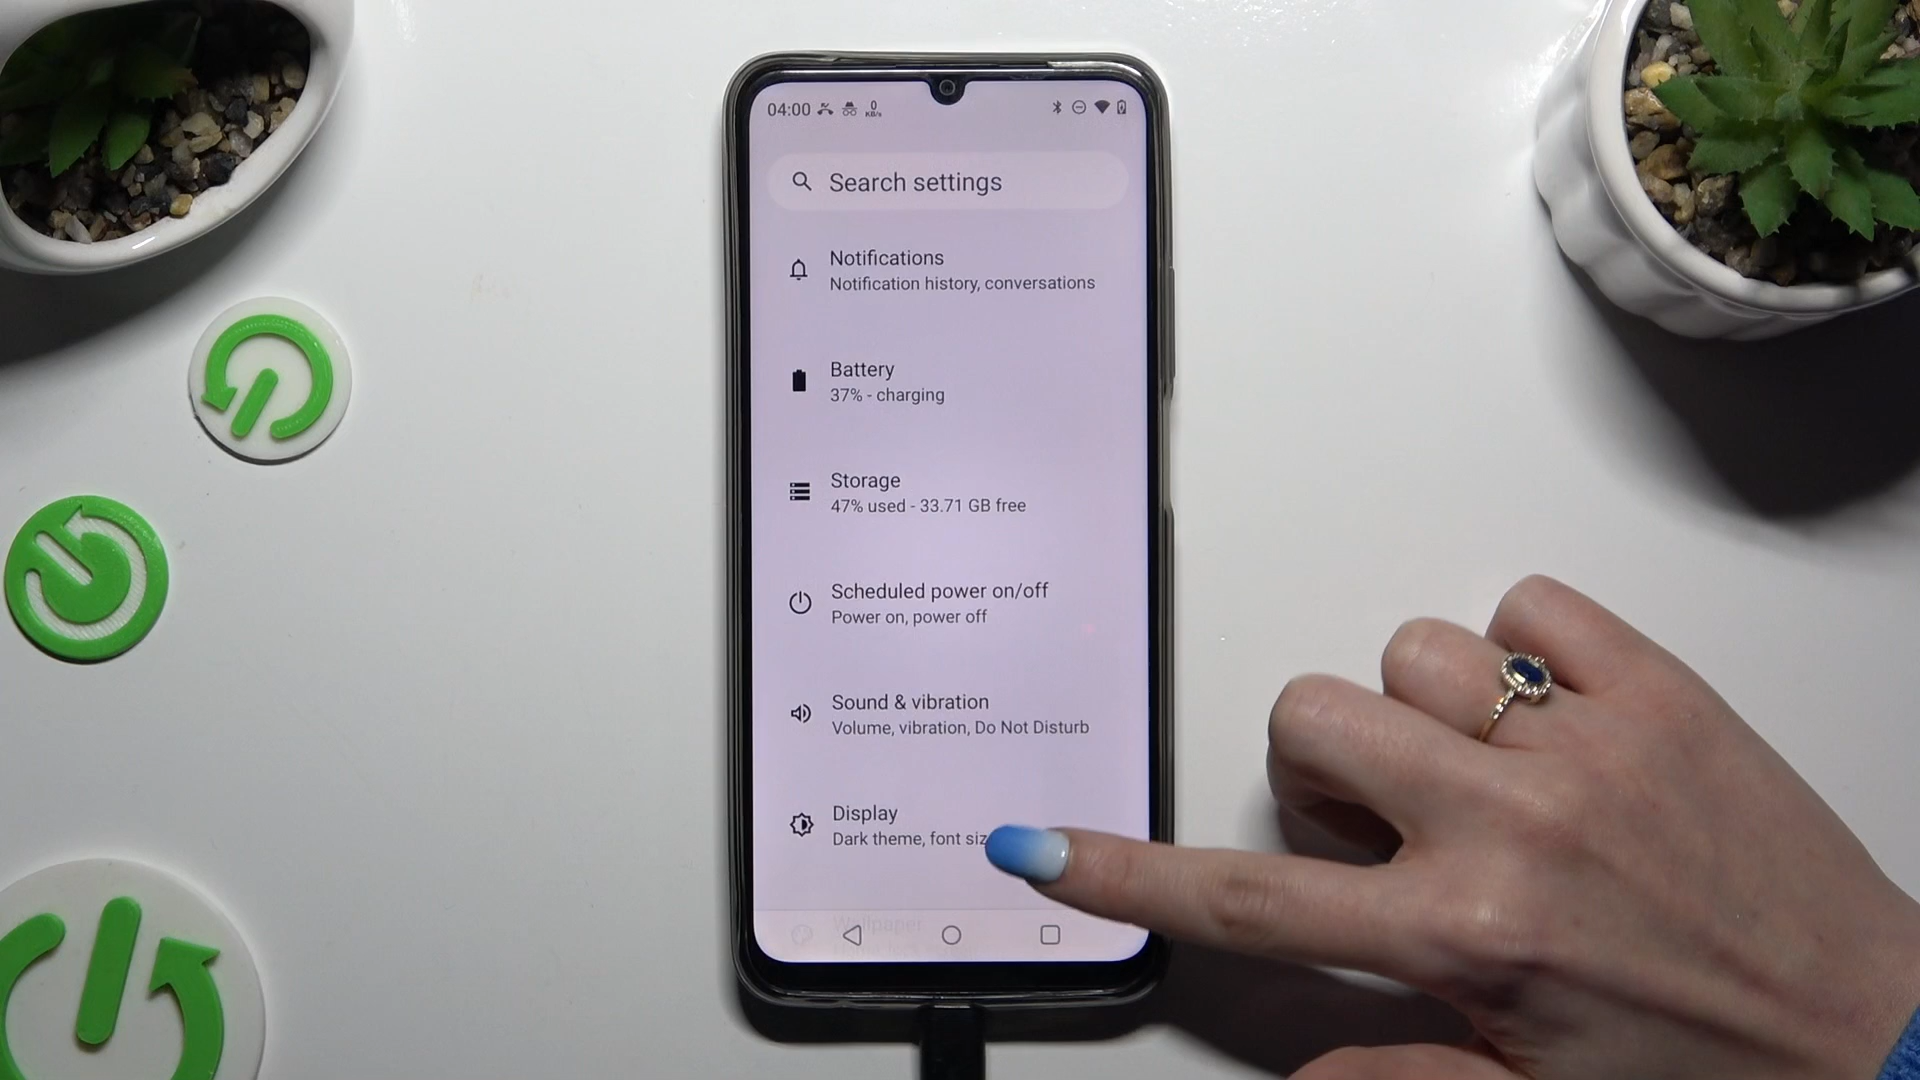 04:00 0 KB/s
Search settings
Notifications
Notification history, conversations
Battery
37% - charging
Storage
47% used - 33.71 GB free
Scheduled power on/off
Power on, power off
Sound & vibration
Volume, vibration, Do Not Disturb
Display
Dark theme, font siz
Wallpaper